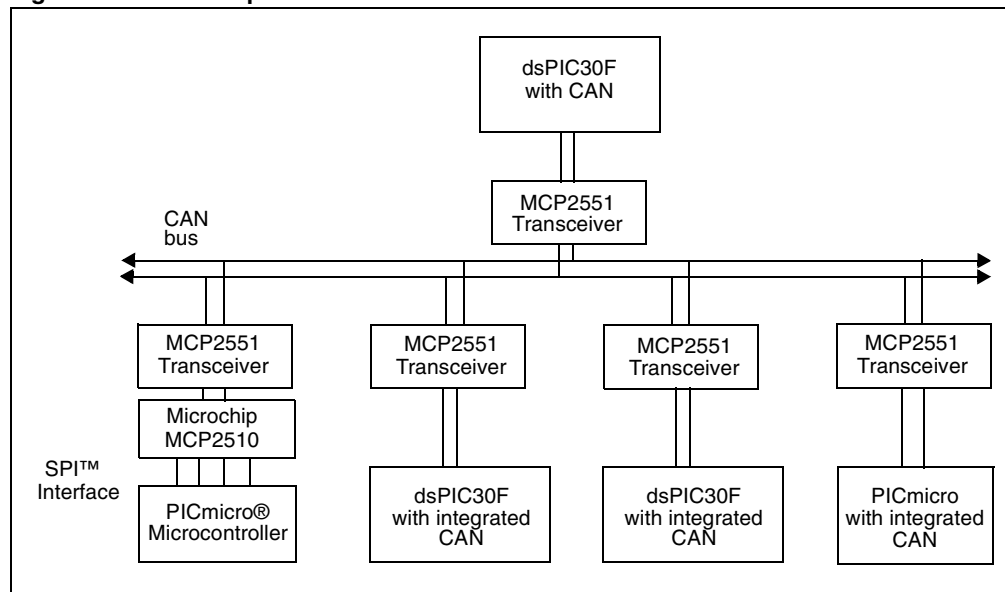 dsPIC30F
with CAN
MCP2551
Transceiver
CAN
bus
MCP2551
Transceiver
MCP2551
Transceiver
MCP2551
Transceiver
MCP2551
Transceiver
Microchip
MCP2510
SPI™
Interface
PICmicro®
Microcontroller
dsPIC30F
with integrated
CAN
dsPIC30F
with integrated
CAN
PICmicro
with integrated
CAN